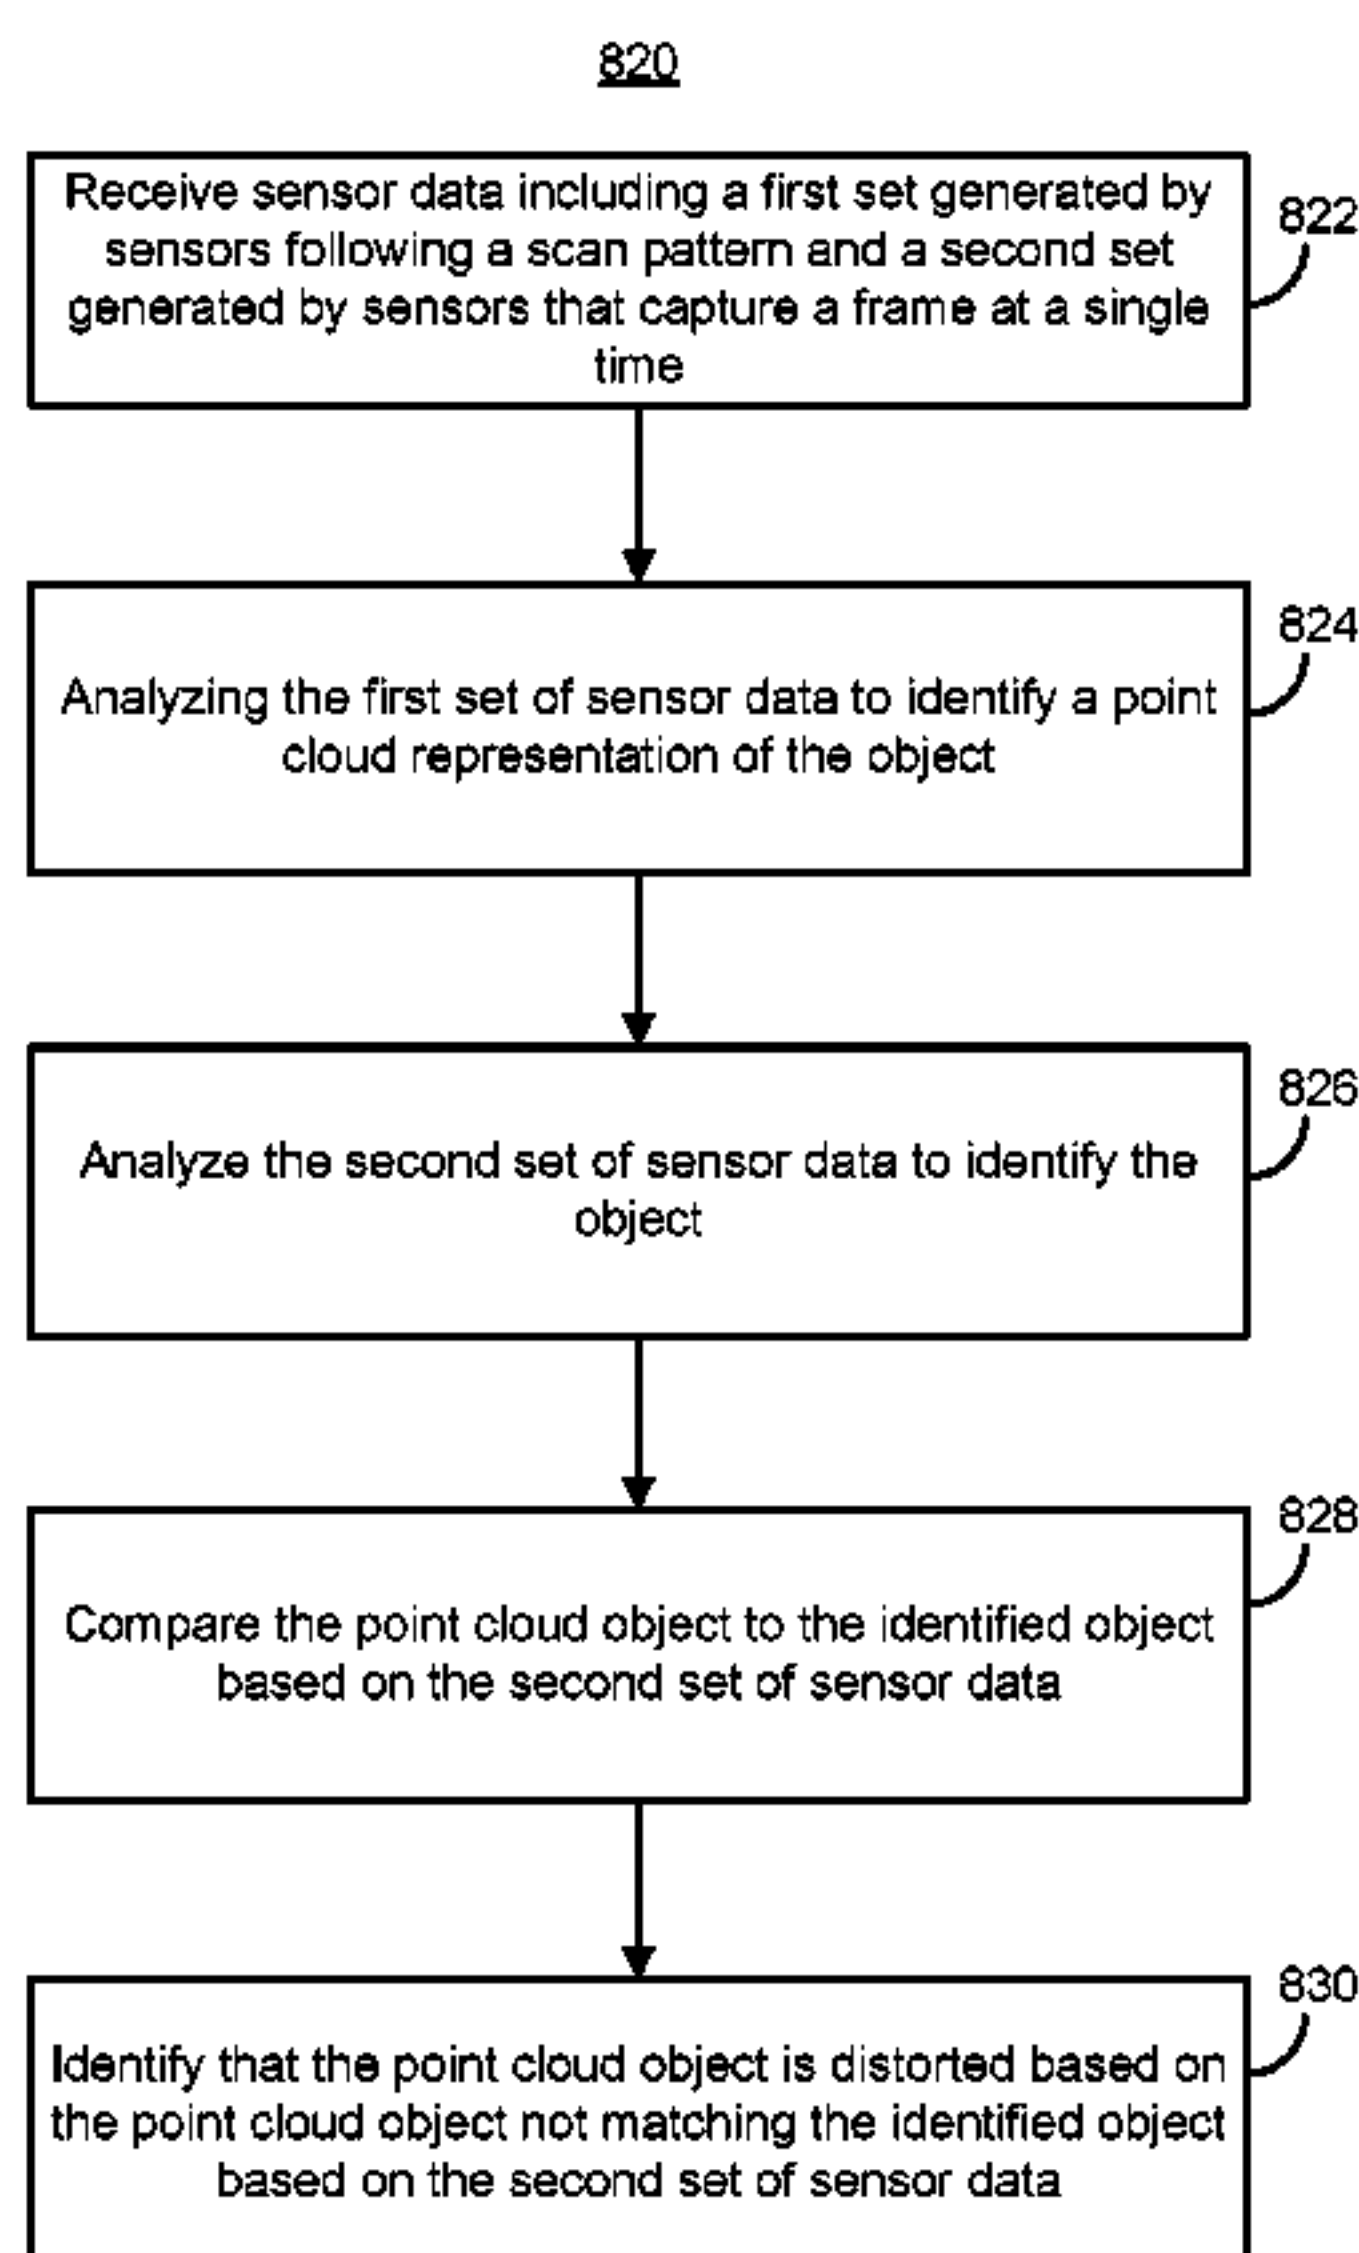 820
Receive sensor data including a first set generated by
sensors following a scan pattern and a second set
generated by sensors that capture a frame at a single
time
822
Analyzing the first set of sensor data to identify a point
cloud representation of the object
824
Analyze the second set of sensor data to identify the
object
826
Compare the point cloud object to the identified object
based on the second set of sensor data
828
Identify that the point cloud object is distorted based on
the point cloud object not matching the identified object
based on the second set of sensor data
830